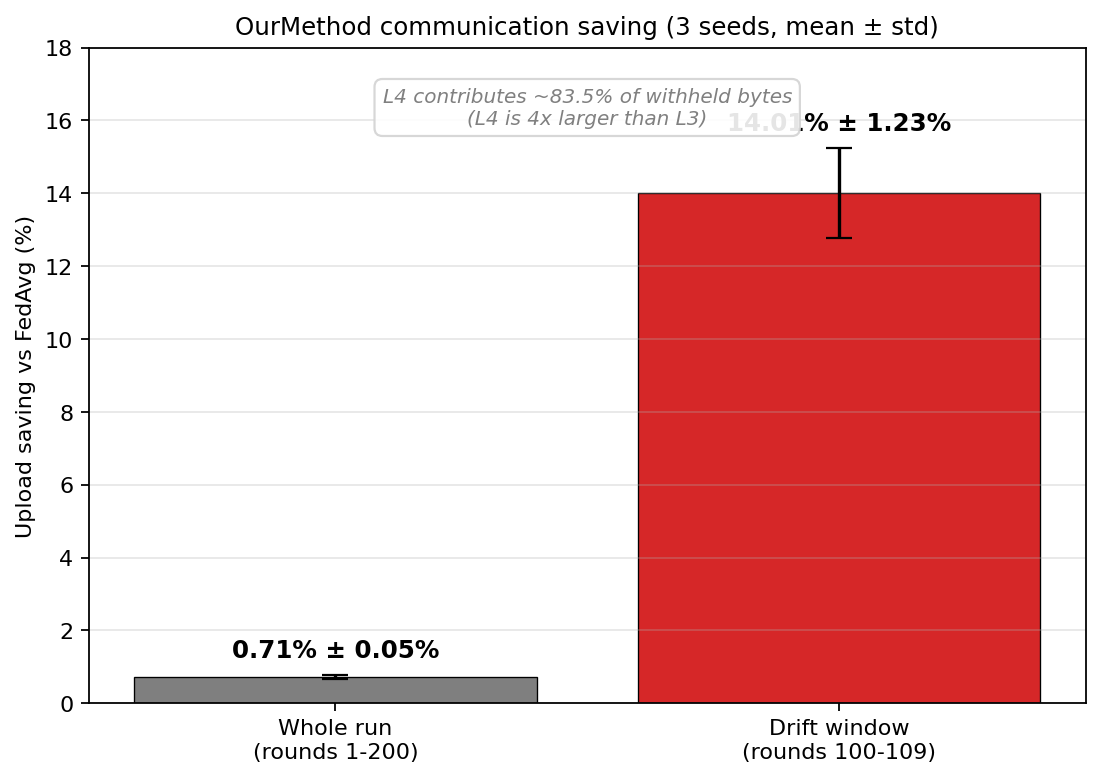 OurMethod communication saving (3 seeds, mean ± std)
18
16
14
12
10
8
6
4
2
0
Upload saving vs FedAvg (%)
L4 contributes ~83.5% of withheld bytes
(L4 is 4x larger than L3)
14.01% ± 1.23%
0.71% ± 0.05%
Whole run
(rounds 1-200)
Drift window
(rounds 100-109)